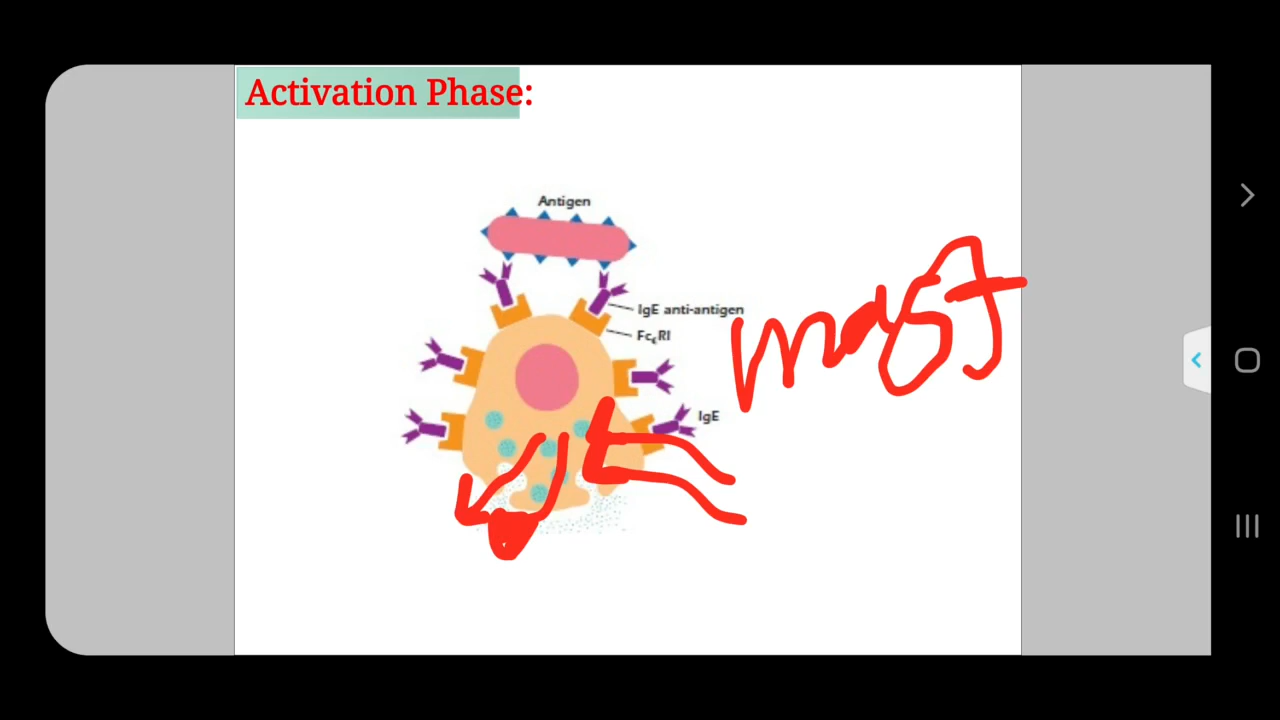 Activation Phase:
Antigen
IgE anti-antigen
FcεRI
mast
IgE